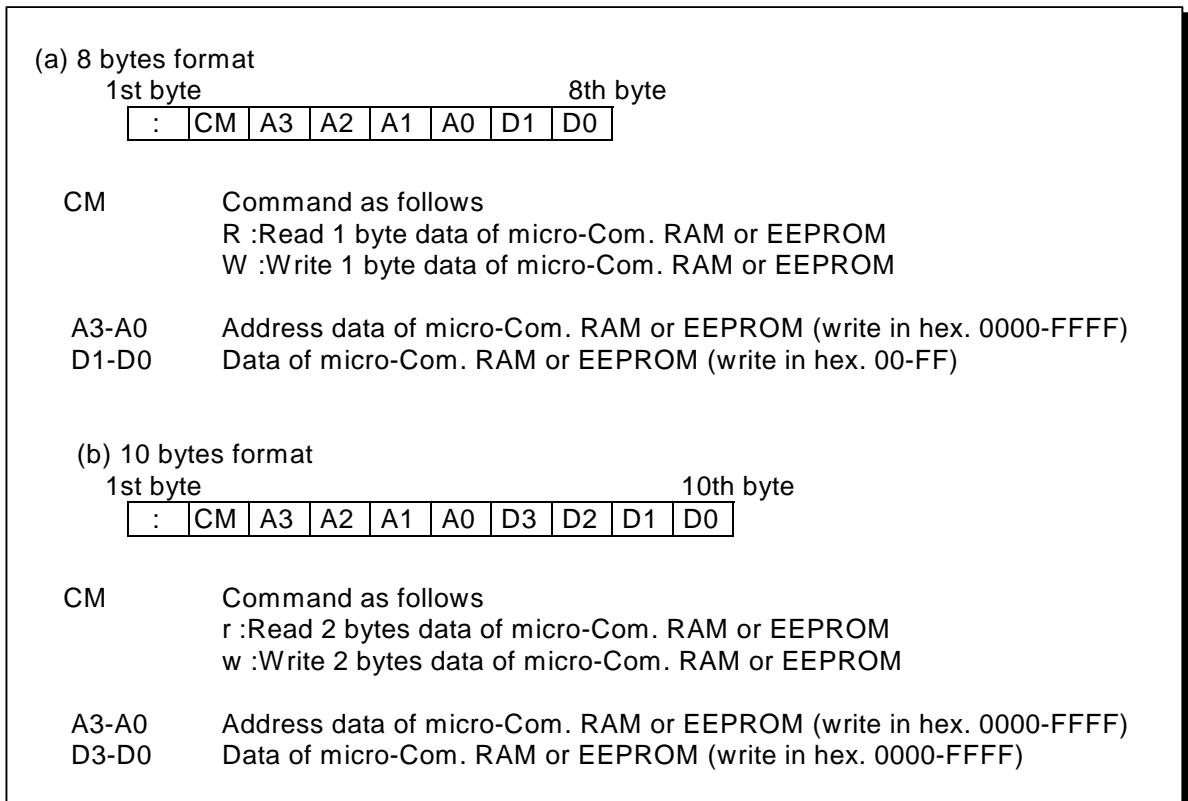 (a) 8 bytes format
1st byte 8th byte
: CM A3 A2 A1 A0 D1 D0
CM Command as follows
R :Read 1 byte data of micro-Com. RAM or EEPROM
W :Write 1 byte data of micro-Com. RAM or EEPROM
A3-A0 Address data of micro-Com. RAM or EEPROM (write in hex. 0000-FFFF)
D1-D0 Data of micro-Com. RAM or EEPROM (write in hex. 00-FF)
(b) 10 bytes format
1st byte 10th byte
: CM A3 A2 A1 A0 D3 D2 D1 D0
CM Command as follows
r :Read 2 bytes data of micro-Com. RAM or EEPROM
w :Write 2 bytes data of micro-Com. RAM or EEPROM
A3-A0 Address data of micro-Com. RAM or EEPROM (write in hex. 0000-FFFF)
D3-D0 Data of micro-Com. RAM or EEPROM (write in hex. 0000-FFFF)